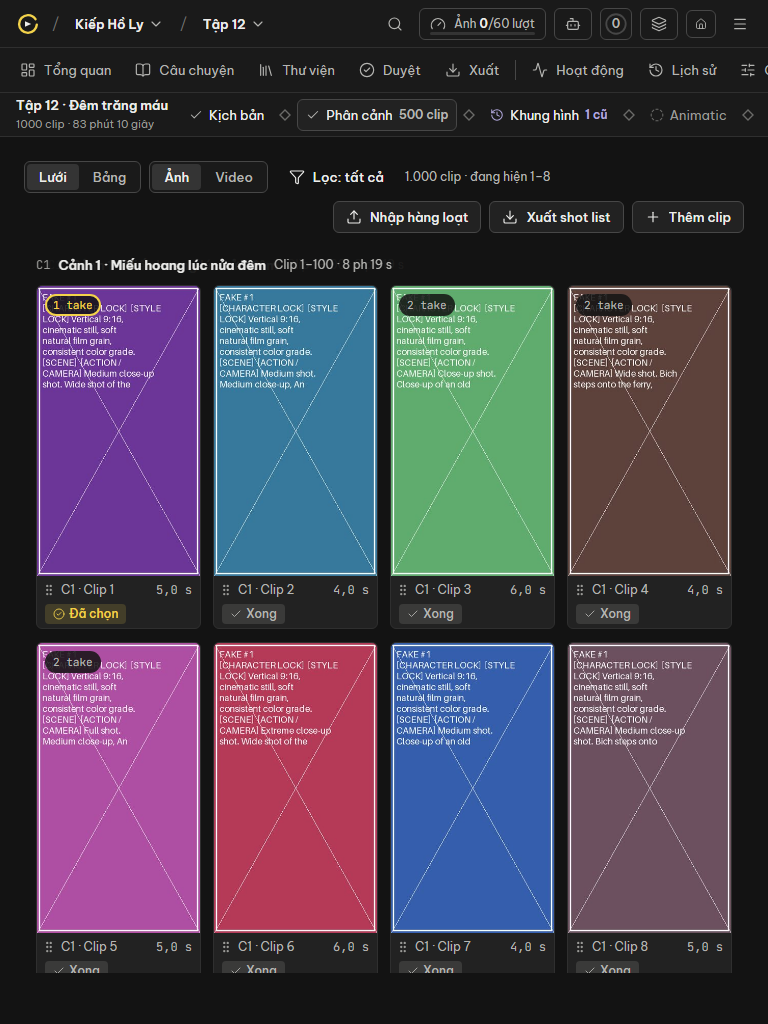 / Kiếp Hồ Ly / Tập 12 Ảnh 0/60 lượt 0
Tổng quan Câu chuyện Thư viện Duyệt Xuất Hoạt động Lịch sử
Tập 12 · Đêm trăng máu
1000 clip · 83 phút 10 giây
Kịch bản Phân cảnh 500 clip Khung hình 1 cũ Animatic
Lưới Bảng Ảnh Video Lọc: tất cả 1.000 clip · đang hiện 1–8
Nhập hàng loạt Xuất shot list Thêm clip
C1 Cảnh 1 · Miếu hoang lúc nửa đêm Clip 1–100 · 8 ph 19 s
1 take
[STYLE
LOCK] Vertical 9:16,
cinematic still, soft
natural film grain,
consistent color grade.
[SCENE] [ACTION /
CAMERA] Medium close-up
shot. Wide shot of the
C1 · Clip 1 5,0 s
Đã chọn
FAKE #1
[CHARACTER LOCK] [STYLE
LOCK] Vertical 9:16,
cinematic still, soft
natural film grain,
consistent color grade.
[SCENE] [ACTION /
CAMERA] Medium shot.
Medium close-up, An
C1 · Clip 2 4,0 s
Xong
2 take
[STYLE
LOCK] Vertical 9:16,
cinematic still, soft
natural film grain,
consistent color grade.
[SCENE] [ACTION /
CAMERA] Close-up shot.
Close-up of an old
C1 · Clip 3 6,0 s
Xong
2 take
[STYLE
LOCK] Vertical 9:16,
cinematic still, soft
natural film grain,
consistent color grade.
[SCENE] [ACTION /
CAMERA] Wide shot. Bich
steps onto the ferry,
C1 · Clip 4 4,0 s
Xong
2 take
[STYLE
LOCK] Vertical 9:16,
cinematic still, soft
natural film grain,
consistent color grade.
[SCENE] [ACTION /
CAMERA] Full shot.
Medium close-up, An
C1 · Clip 5 5,0 s
Xong
FAKE #1
[CHARACTER LOCK] [STYLE
LOCK] Vertical 9:16,
cinematic still, soft
natural film grain,
consistent color grade.
[SCENE] [ACTION /
CAMERA] Extreme close-up
shot. Wide shot of the
C1 · Clip 6 6,0 s
Xong
FAKE #1
[CHARACTER LOCK] [STYLE
LOCK] Vertical 9:16,
cinematic still, soft
natural film grain,
consistent color grade.
[SCENE] [ACTION /
CAMERA] Medium shot.
Close-up of an old
C1 · Clip 7 4,0 s
Xong
FAKE #1
[CHARACTER LOCK] [STYLE
LOCK] Vertical 9:16,
cinematic still, soft
natural film grain,
consistent color grade.
[SCENE] [ACTION /
CAMERA] Medium close-up
shot. Bich steps onto
C1 · Clip 8 5,0 s
Xong